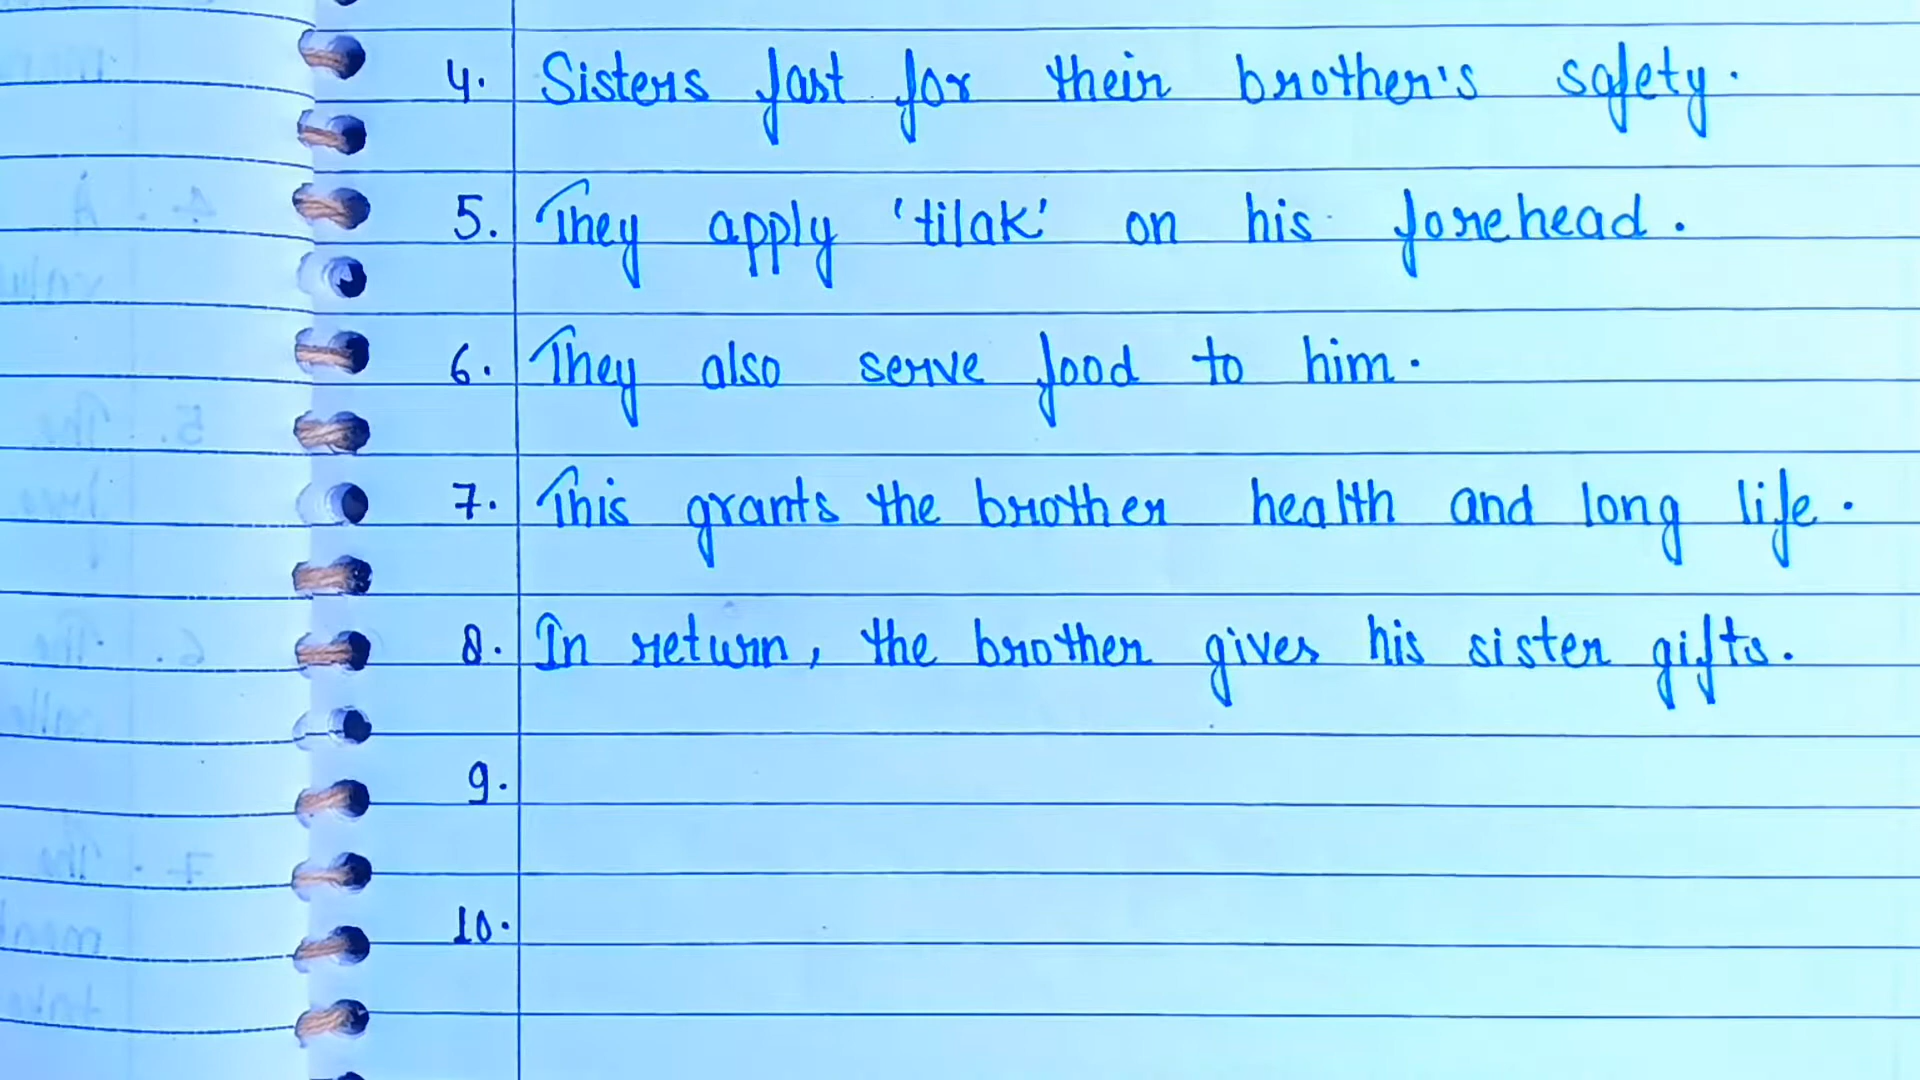 4. Sisters fast for their brother's safety.
5. They apply 'tilak' on his forehead.
6. They also serve food to him.
7. This grants the brother health and long life.
8. In return, the brother gives his sister gifts.
9.
10.